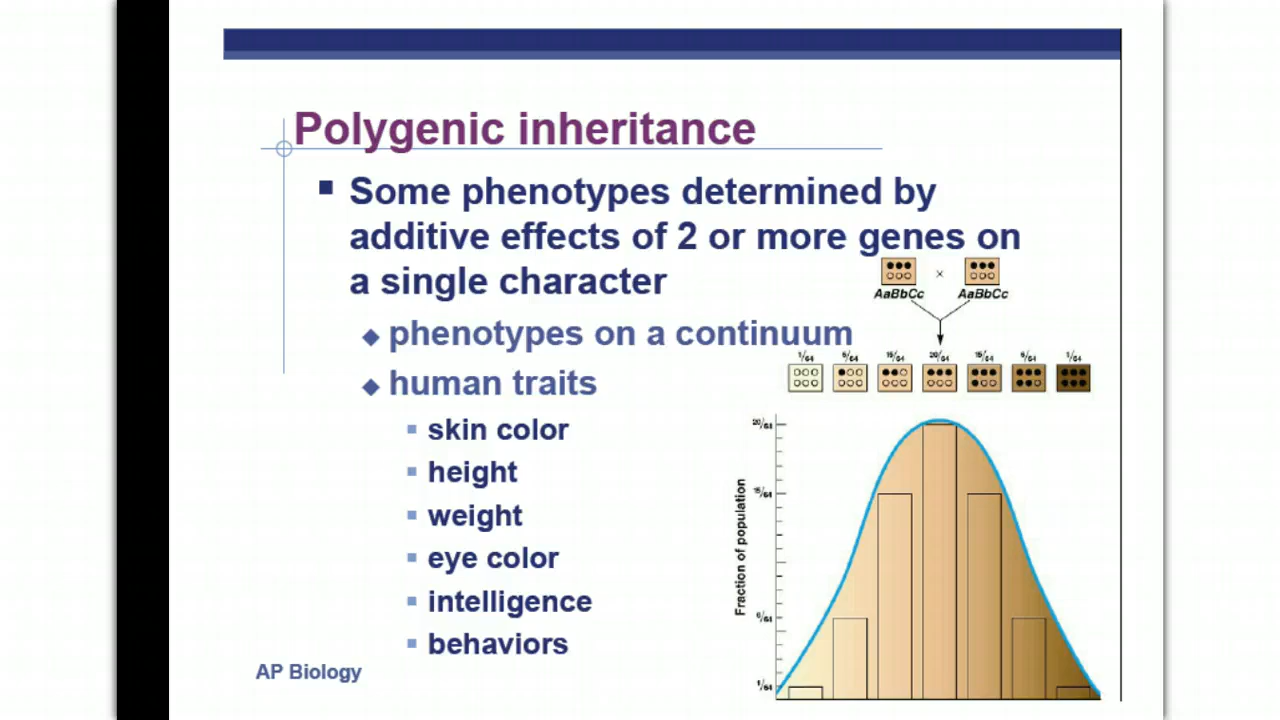 Polygenic inheritance
Some phenotypes determined by
additive effects of 2 or more genes on
a single character
AaBbCc × AaBbCc
phenotypes on a continuum
1/64 6/64 15/64 20/64 15/64 6/64 1/64
human traits
skin color
height
weight
eye color
intelligence
behaviors
20/64
15/64
6/64
1/64
Fraction of population
AP Biology